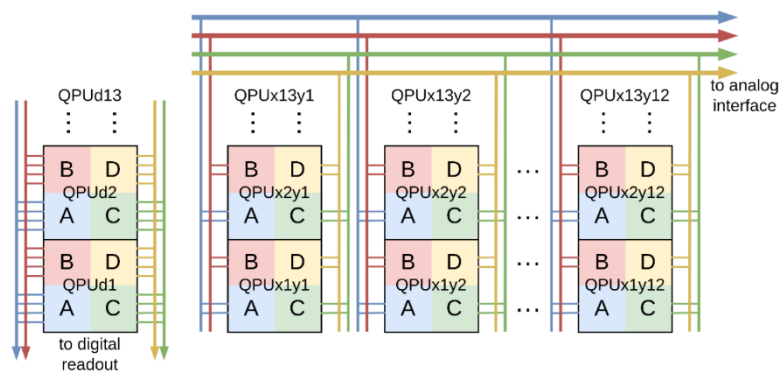 QPUd13
QPUx13y1
QPUx13y2
QPUx13y12
to analog
interface
⋮ ⋮
⋮ ⋮
⋮ ⋮
⋮ ⋮
B D
QPUd2
A C
B D
QPUd1
A C
to digital
readout
B D
QPUx2y1
A C
B D
QPUx1y1
A C
B D
QPUx2y2
A C
B D
QPUx1y2
A C
...
...
...
...
B D
QPUx2y12
A C
B D
QPUx1y12
A C